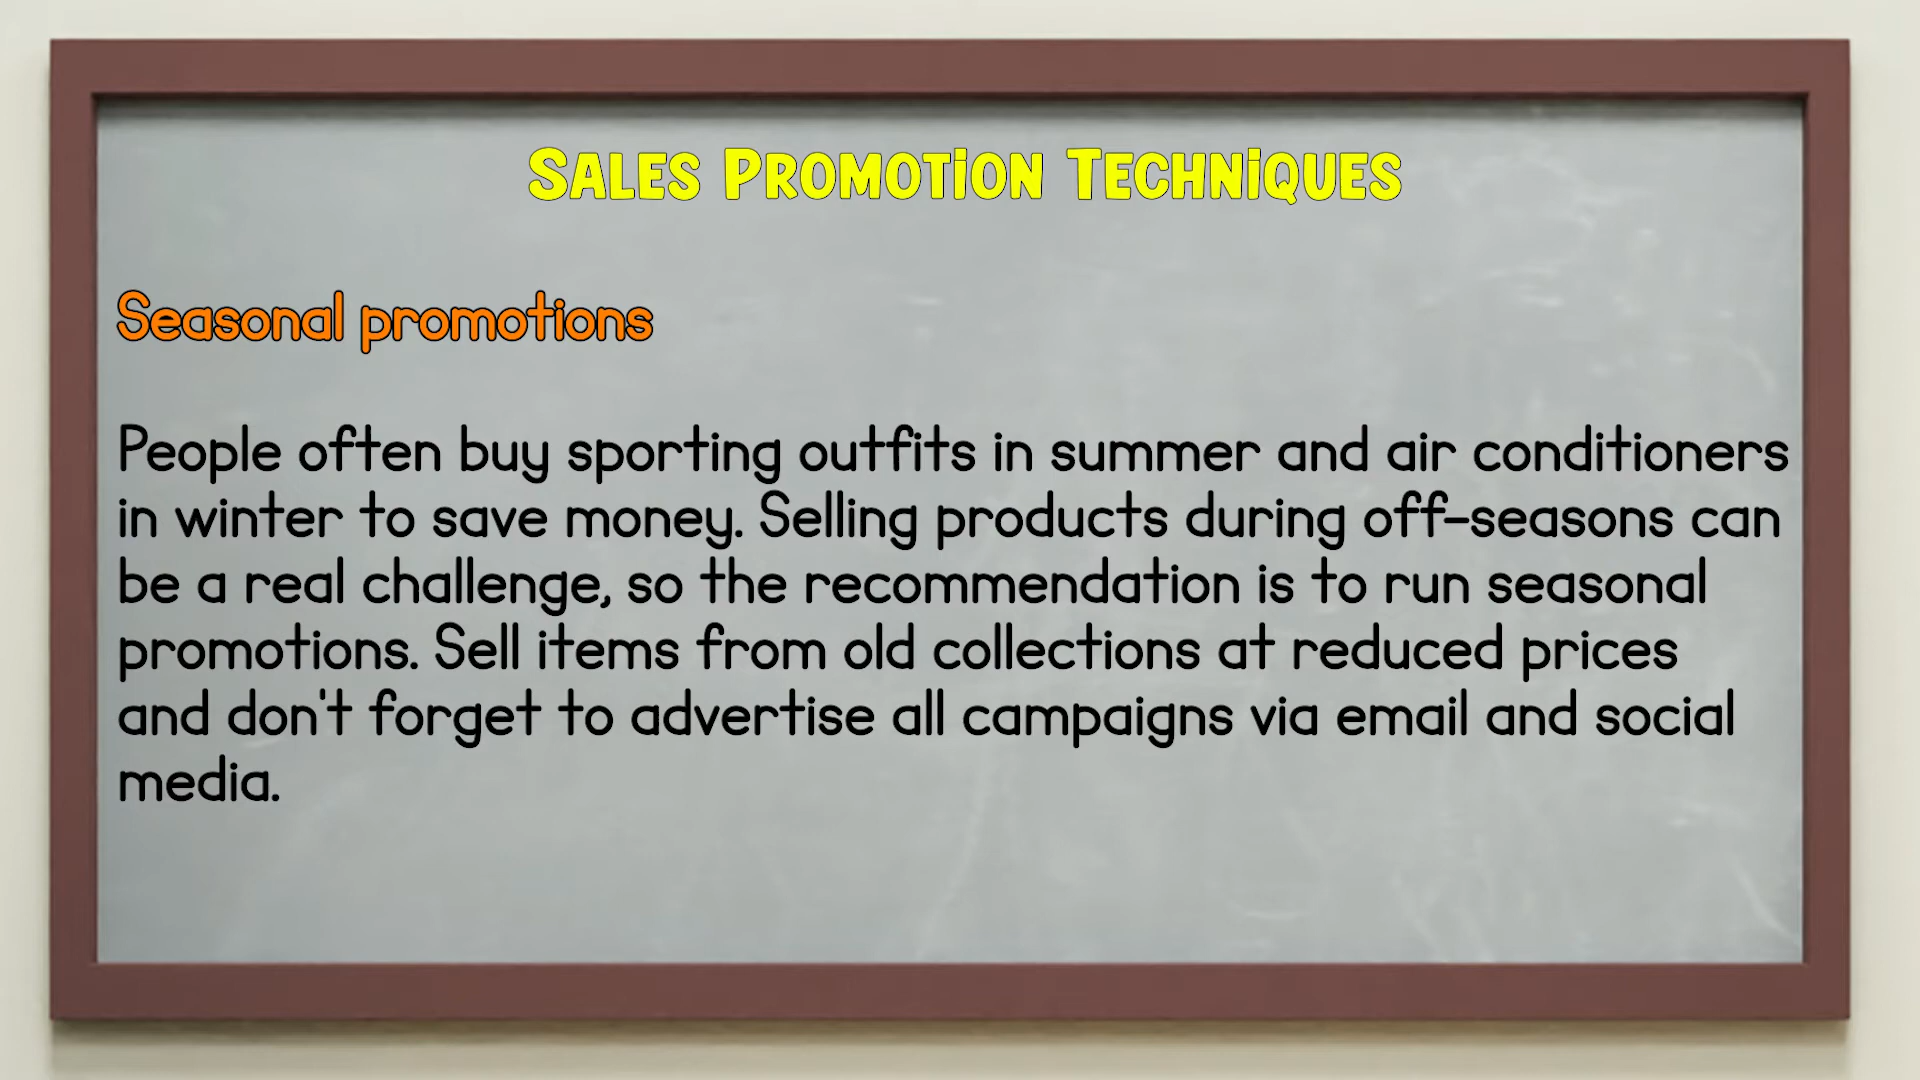 Sales Promotion Techniques
Seasonal promotions
People often buy sporting outfits in summer and air conditioners
in winter to save money. Selling products during off-seasons can
be a real challenge, so the recommendation is to run seasonal
promotions. Sell items from old collections at reduced prices
and don't forget to advertise all campaigns via email and social
media.